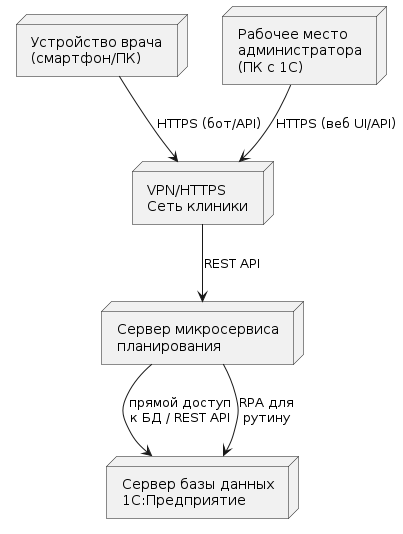 Устройство врача
(смартфон/ПК)
Рабочее место
администратора
(ПК с 1С)
HTTPS (бот/API)
HTTPS (веб UI/API)
VPN/HTTPS
Сеть клиники
REST API
Сервер микросервиса
планирования
прямой доступ
к БД / REST API
RPA для
рутину
Сервер базы данных
1С:Предприятие